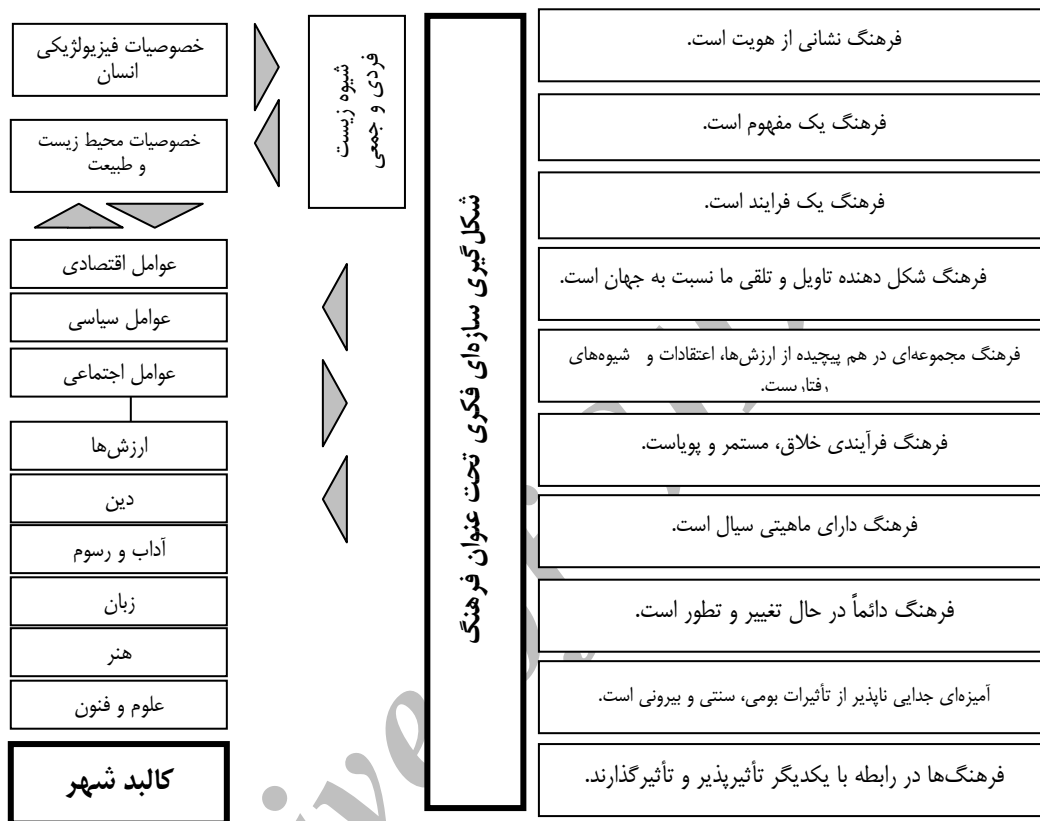 فرهنگ نشانی از هویت است.
فرهنگ یک مفهوم است.
فرهنگ یک فرایند است.
فرهنگ شکل دهنده تاویل و تلقی ما نسبت به جهان است.
فرهنگ مجموعه‌ای در هم پیچیده از ارزش‌ها، اعتقادات و شیوه‌های
رفتاریست.
فرهنگ فرآیندی خلاق، مستمر و پویاست.
فرهنگ دارای ماهیتی سیال است.
فرهنگ دائماً در حال تغییر و تطور است.
آمیزه‌ای جدایی ناپذیر از تأثیرات بومی، سنتی و بیرونی است.
فرهنگ‌ها در رابطه با یکدیگر تأثیرپذیر و تأثیرگذارند.
شکل‌گیری سازه‌ای فکری تحت عنوان فرهنگ
شیوه زیست
فردی و جمعی
خصوصیات فیزیولژیکی
انسان
خصوصیات محیط زیست
و طبیعت
عوامل اقتصادی
عوامل سیاسی
عوامل اجتماعی
ارزش‌ها
دین
آداب و رسوم
زبان
هنر
علوم و فنون
کالبد شهر